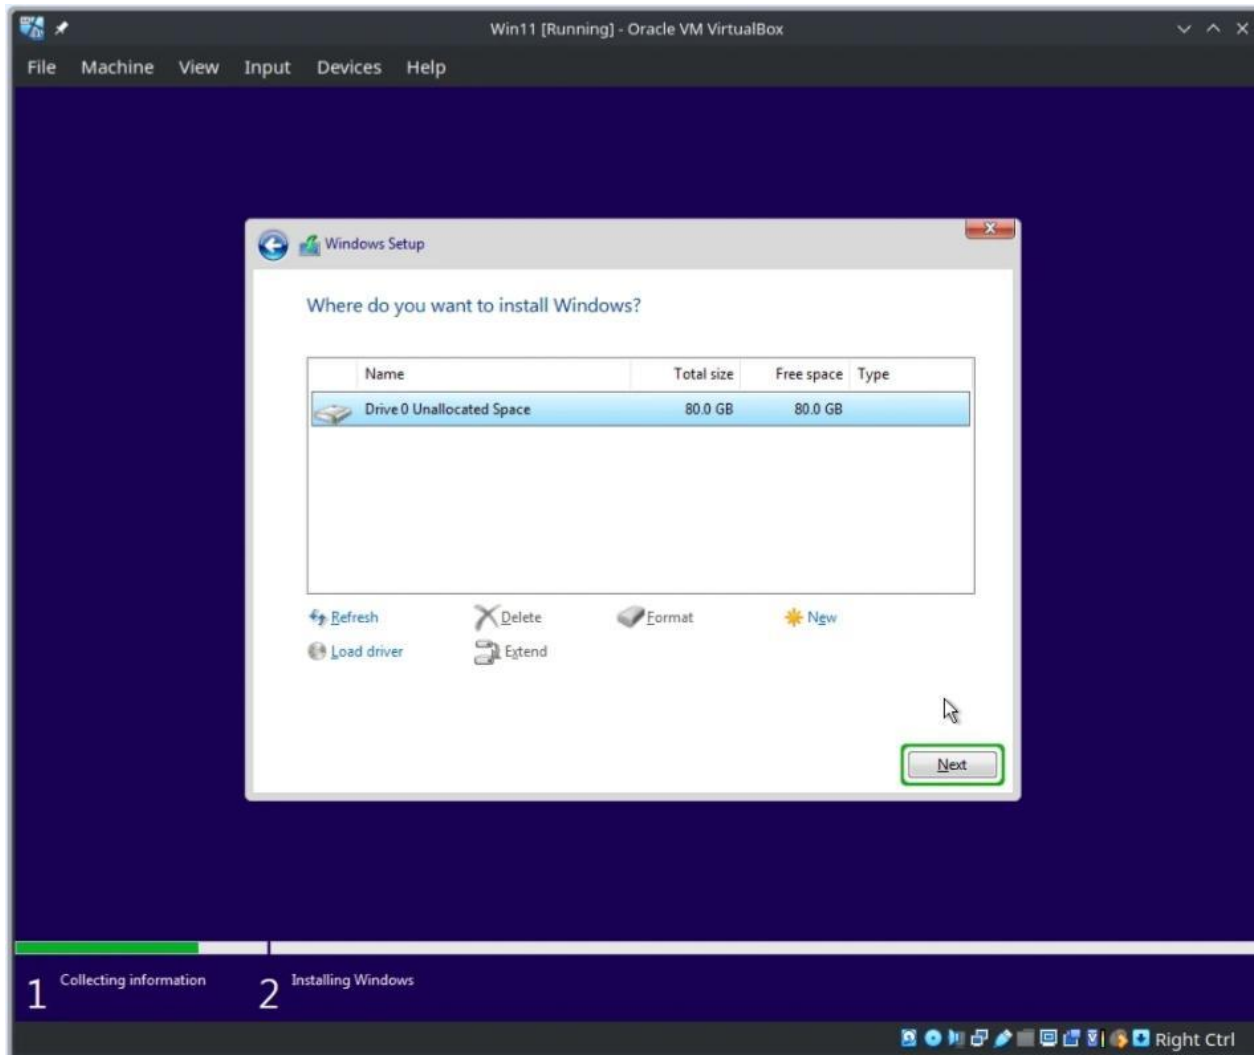 Win11 [Running] - Oracle VM VirtualBox
File Machine View Input Devices Help
Windows Setup
Where do you want to install Windows?
Name Total size Free space Type
Drive 0 Unallocated Space 80.0 GB 80.0 GB
Refresh Delete Format New
Load driver Extend
Next
1 Collecting information 2 Installing Windows
Right Ctrl